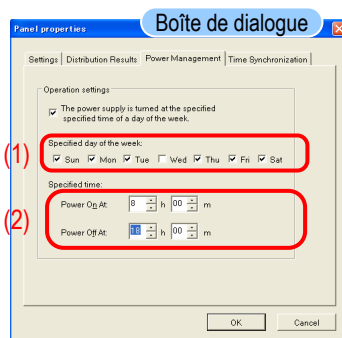 Boîte de dialogue
Panel properties
Settings Distribution Results Power Management Time Synchronization
Operation settings
The power supply is turned at the specified
specified time of a day of the week.
(1)
Specified day of the week:
Sun Mon Tue Wed Thu Fri Sat
(2)
Specified time:
Power On At: 8 h 00 m
Power Off At: 18 h 00 m
OK Cancel